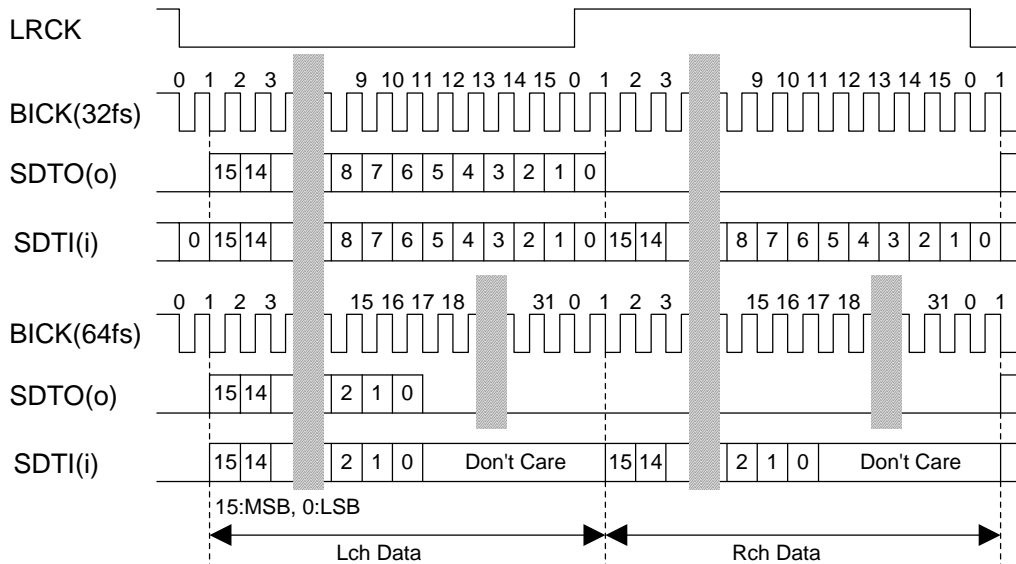 LRCK
0 1 2 3 9 10 11 12 13 14 15 0 1 2 3 9 10 11 12 13 14 15 0 1
BICK(32fs)
SDTO(o) 15 14 8 7 6 5 4 3 2 1 0
SDTI(i) 0 15 14 8 7 6 5 4 3 2 1 0 15 14 8 7 6 5 4 3 2 1 0
0 1 2 3 15 16 17 18 31 0 1 2 3 15 16 17 18 31 0 1
BICK(64fs)
SDTO(o) 15 14 2 1 0
SDTI(i) 15 14 2 1 0 Don't Care 15 14 2 1 0 Don't Care
15:MSB, 0:LSB
Lch Data Rch Data